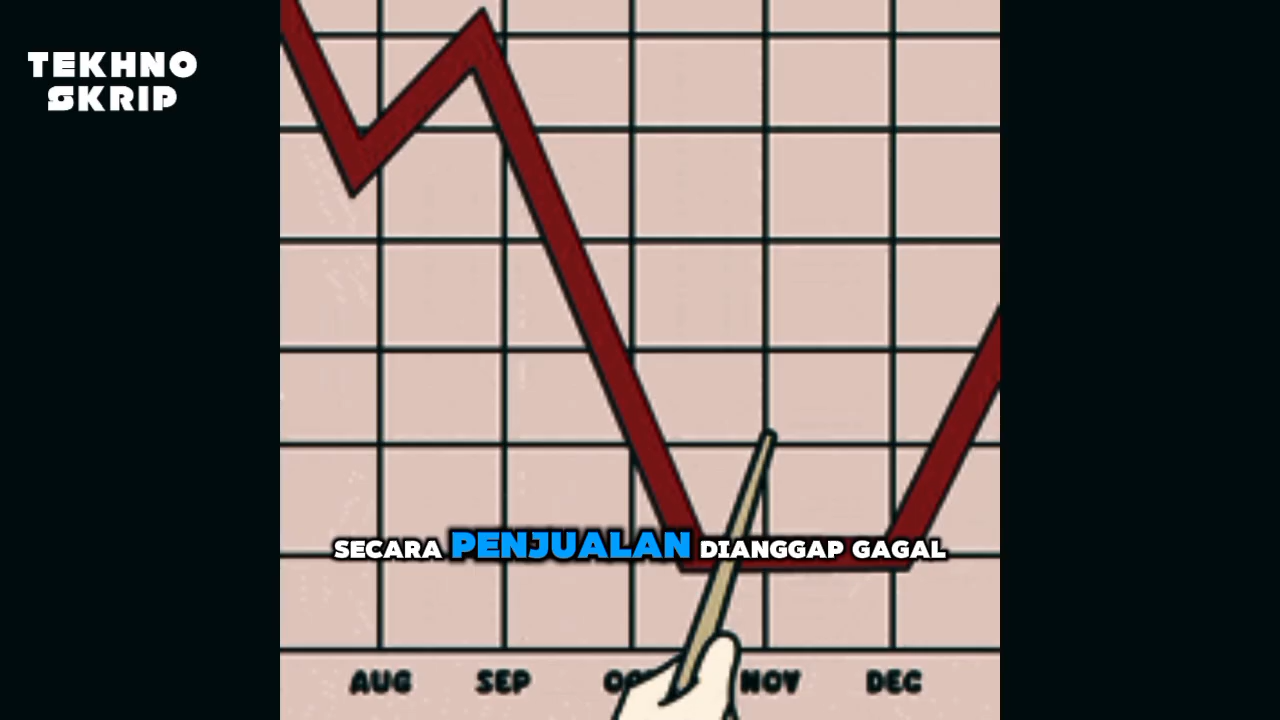 TEKHNO
SKRIP
SECARA PENJUALAN DIANGGAP GAGAL
AUG SEP NOV DEC